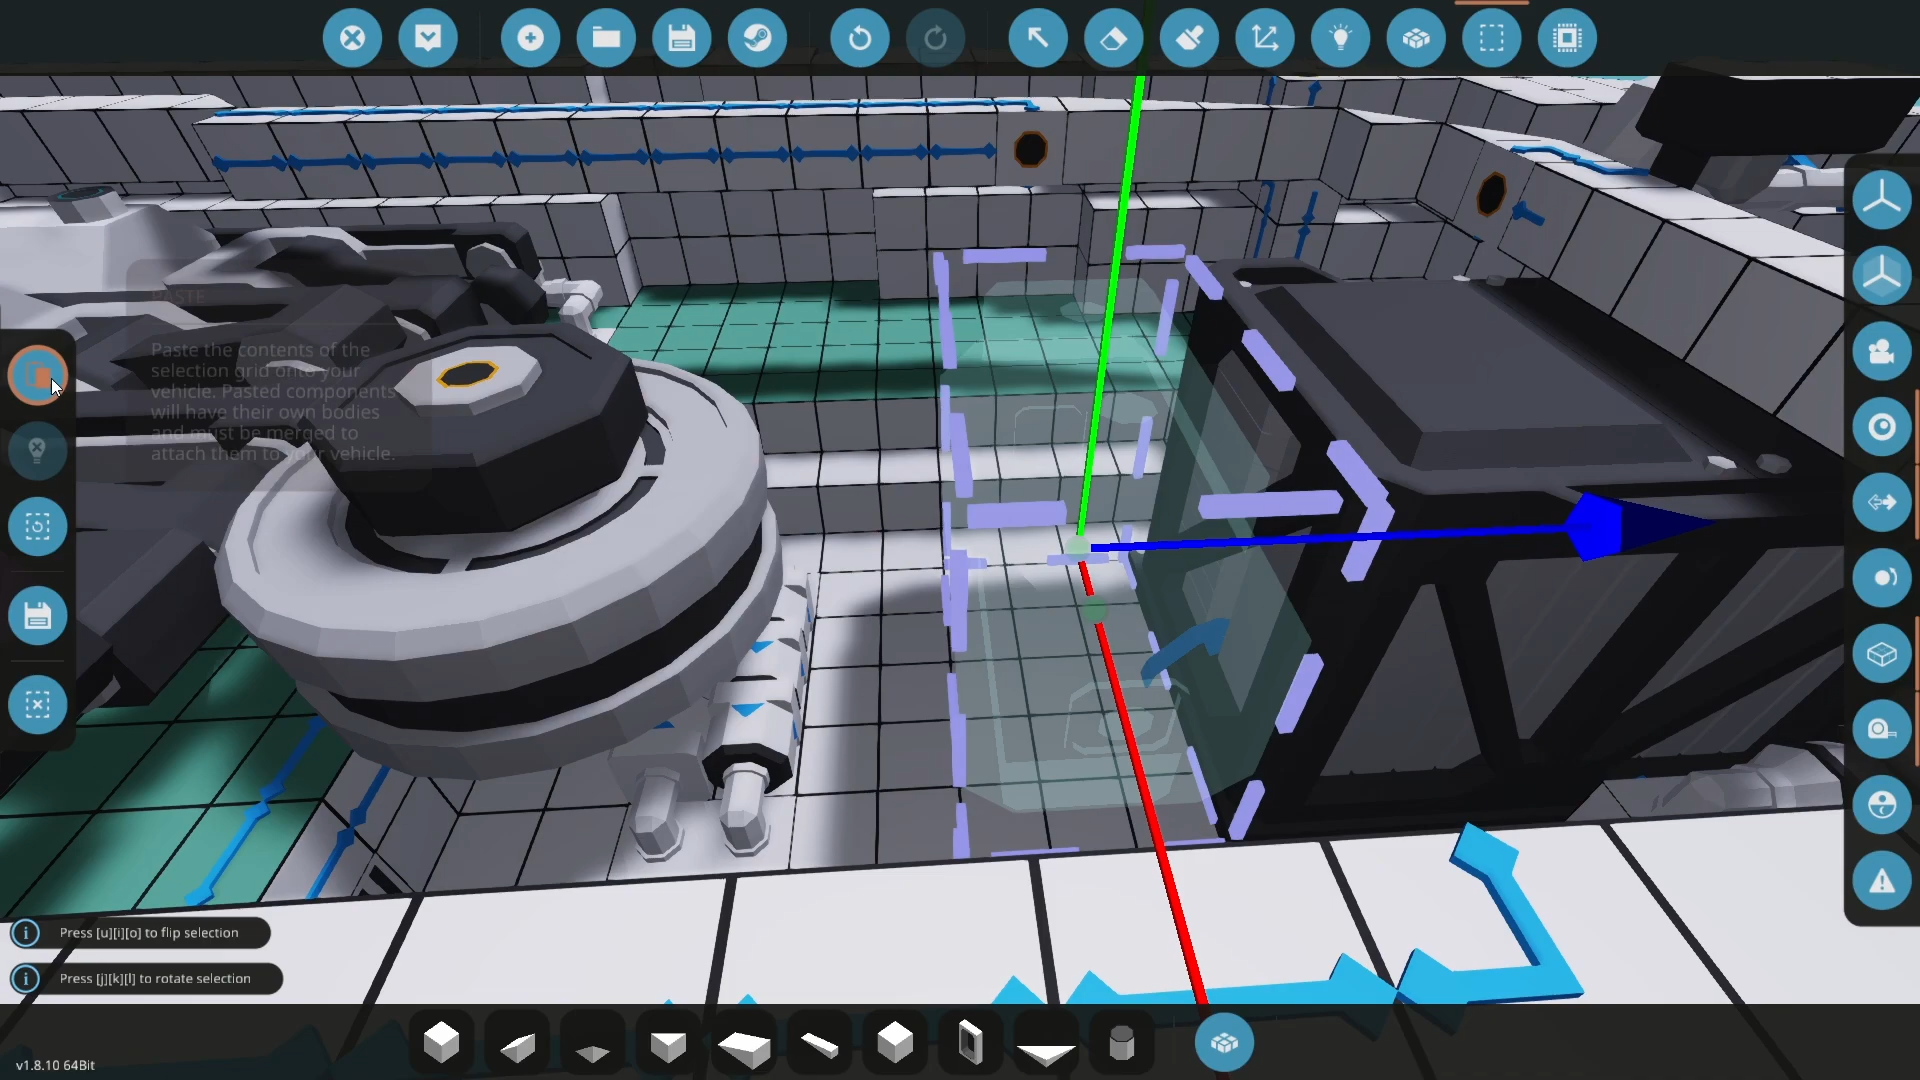 PASTE
Paste the contents of the
selection grid onto your
vehicle. Pasted components
will have their own bodies
and must be merged to
attach them to your vehicle.
Press [u][i][o] to flip selection
Press [j][k][l] to rotate selection
v1.8.10 64Bit